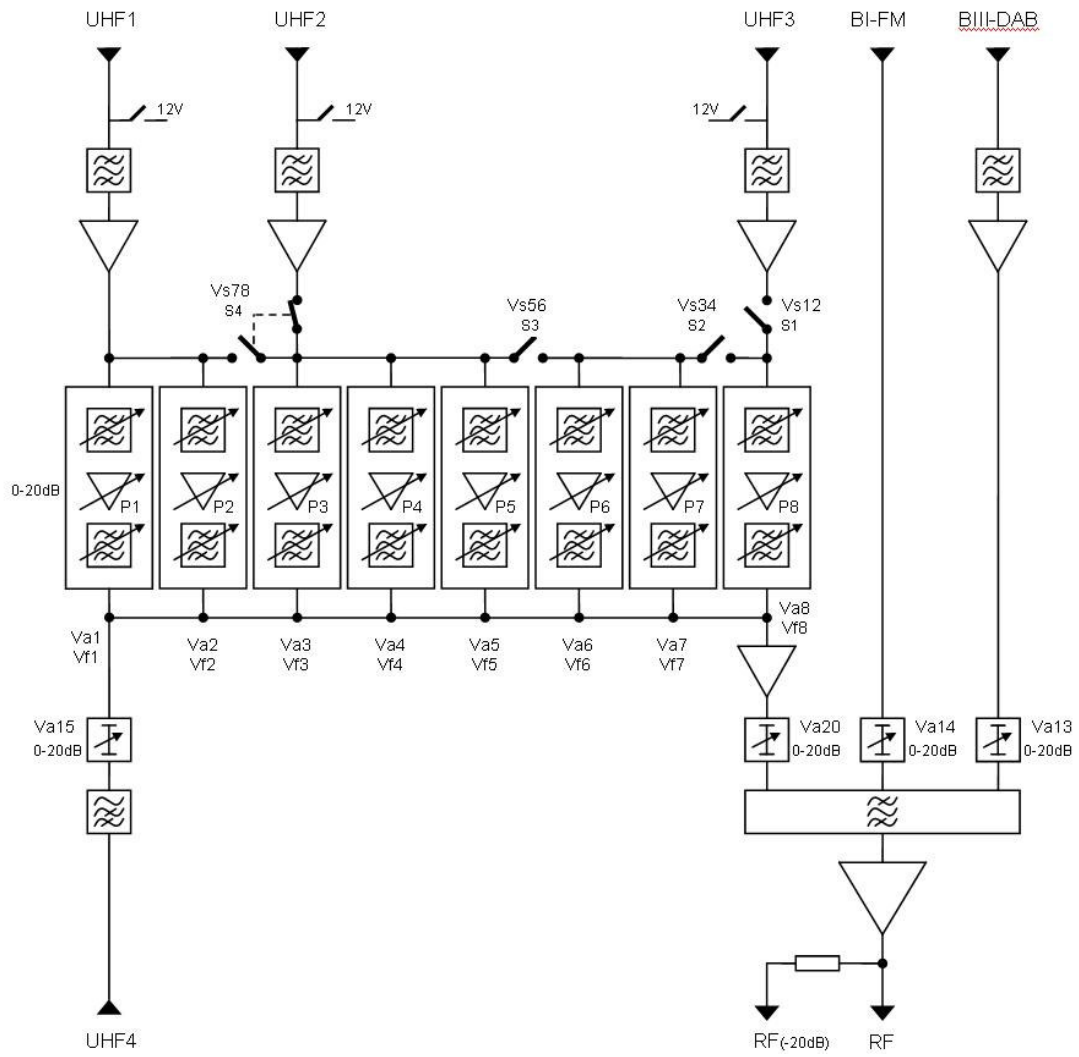 UHF1
UHF2
UHF3
BI-FM
BIII-DAB
12V
12V
12V
Vs78
S4
Vs56
S3
Vs34
S2
Vs12
S1
0-20dB
P1
P2
P3
P4
P5
P6
P7
P8
Va1
Vf1
Va2
Vf2
Va3
Vf3
Va4
Vf4
Va5
Vf5
Va6
Vf6
Va7
Vf7
Va8
Vf8
Va15
0-20dB
Va20
0-20dB
Va14
0-20dB
Va13
0-20dB
UHF4
RF(-20dB)
RF